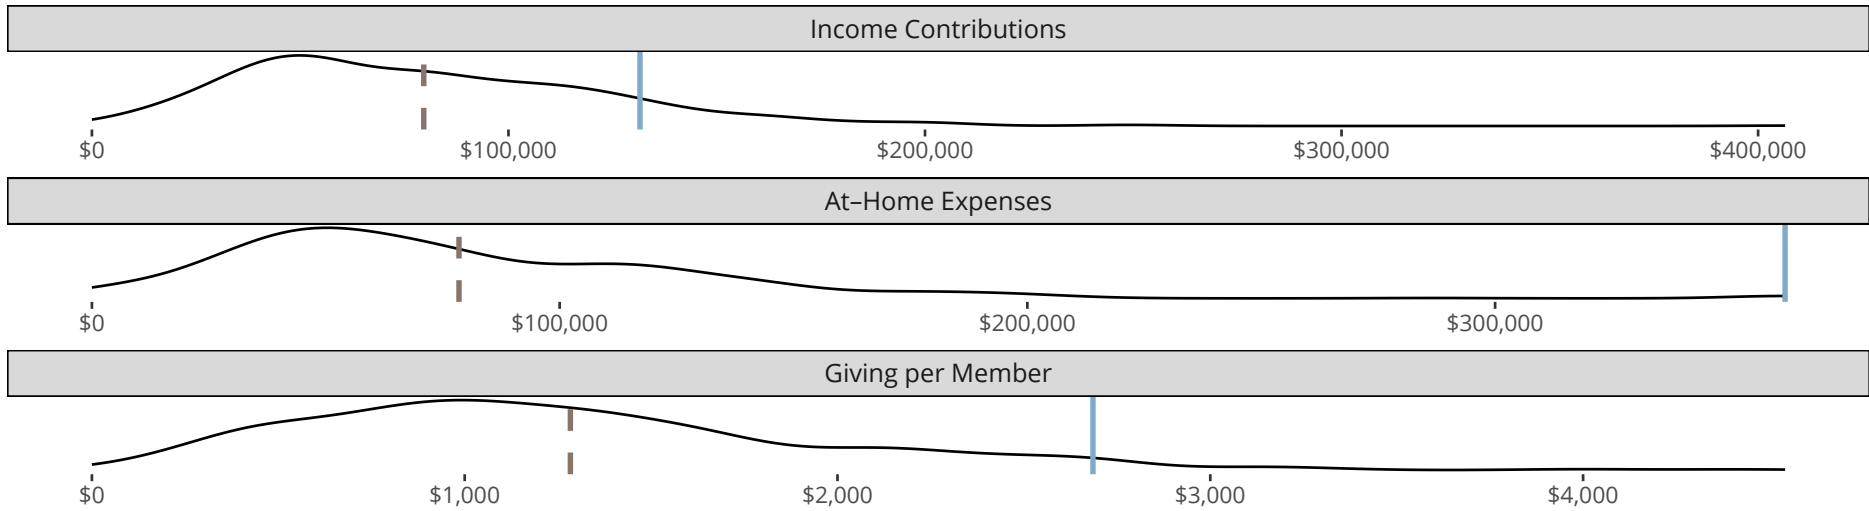 Income Contributions
$0 $100,000 $200,000 $300,000 $400,000
At–Home Expenses
$0 $100,000 $200,000 $300,000
Giving per Member
$0 $1,000 $2,000 $3,000 $4,000